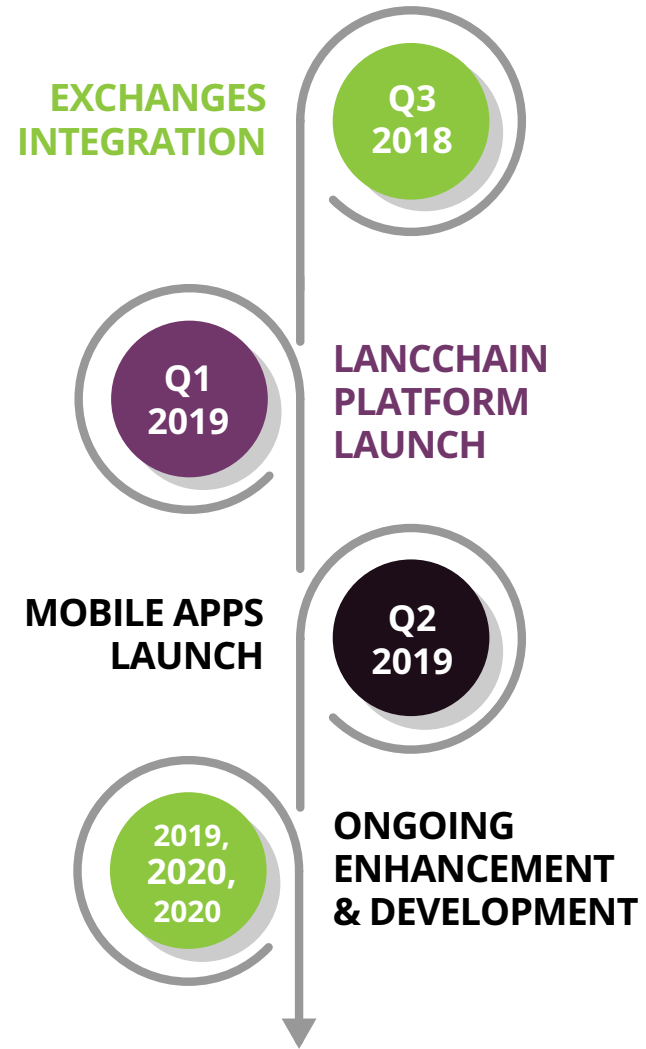 EXCHANGES
INTEGRATION
Q3
2018
Q1
2019
LANCCHAIN
PLATFORM
LAUNCH
MOBILE APPS
LAUNCH
Q2
2019
2019,
2020,
2020
ONGOING
ENHANCEMENT
& DEVELOPMENT